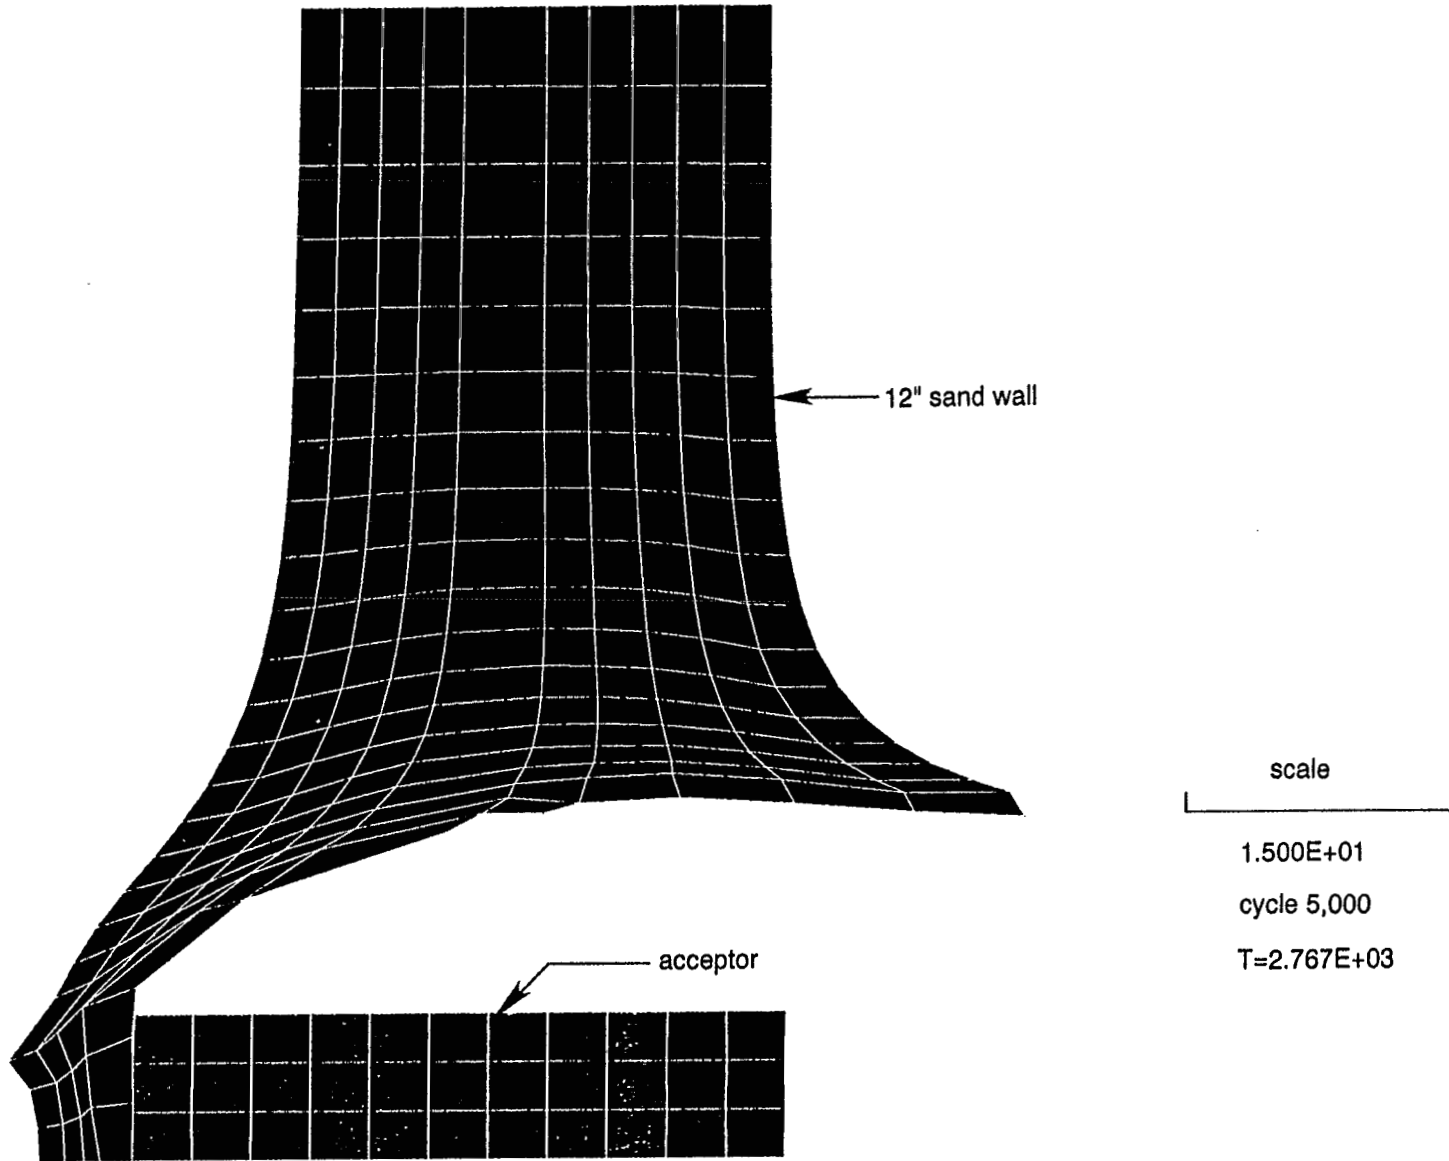 12" sand wall
scale
1.500E+01
cycle 5,000
T=2.767E+03
acceptor